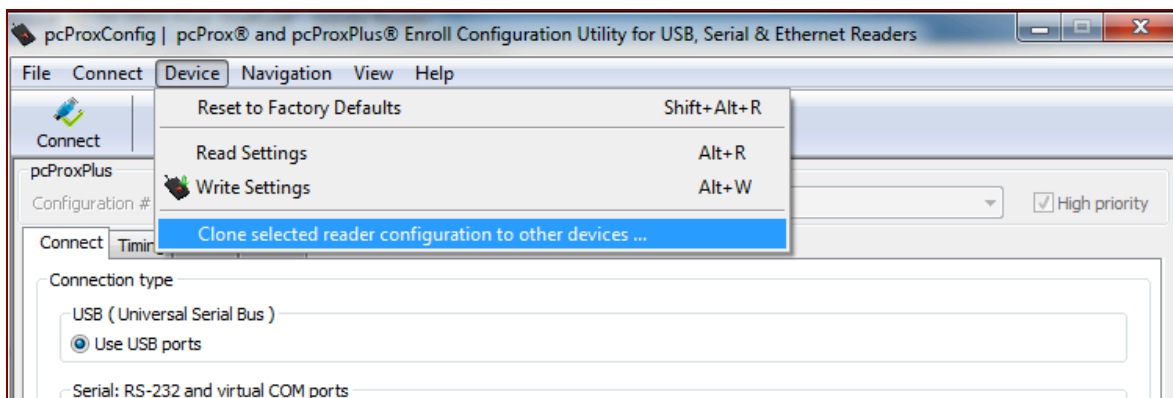 pcProxConfig | pcProx® and pcProxPlus® Enroll Configuration Utility for USB, Serial & Ethernet Readers
File Connect Device Navigation View Help
Reset to Factory Defaults Shift+Alt+R
Connect
Read Settings Alt+R
pcProxPlus
Write Settings Alt+W
Configuration # High priority
Clone selected reader configuration to other devices ...
Connect
Connection type
USB ( Universal Serial Bus )
Use USB ports
Serial: RS-232 and virtual COM ports